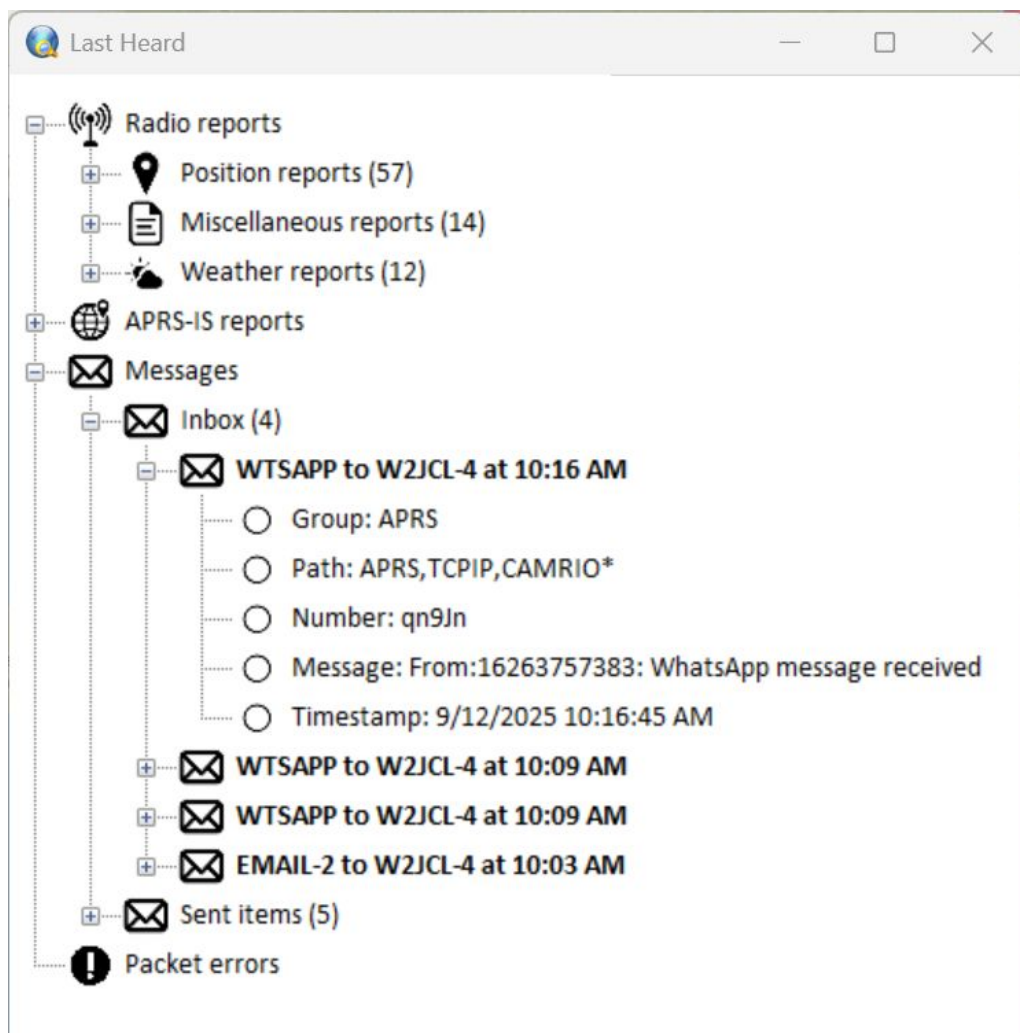 Last Heard
Radio reports
Position reports (57)
Miscellaneous reports (14)
Weather reports (12)
APRS-IS reports
Messages
Inbox (4)
WTSAPP to W2JCL-4 at 10:16 AM
Group: APRS
Path: APRS,TCPIP,CAMRIO*
Number: qn9Jn
Message: From:16263757383: WhatsApp message received
Timestamp: 9/12/2025 10:16:45 AM
WTSAPP to W2JCL-4 at 10:09 AM
WTSAPP to W2JCL-4 at 10:09 AM
EMAIL-2 to W2JCL-4 at 10:03 AM
Sent items (5)
Packet errors